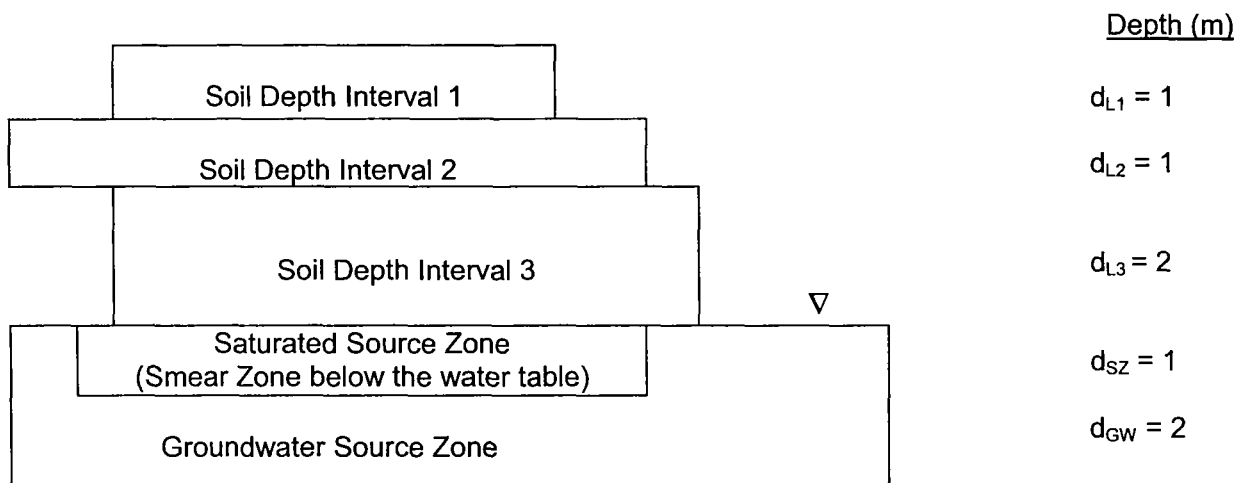 Depth (m)
Soil Depth Interval 1
d_L1 = 1
Soil Depth Interval 2
d_L2 = 1
Soil Depth Interval 3
d_L3 = 2
∇
Saturated Source Zone
(Smear Zone below the water table)
d_SZ = 1
Groundwater Source Zone
d_GW = 2